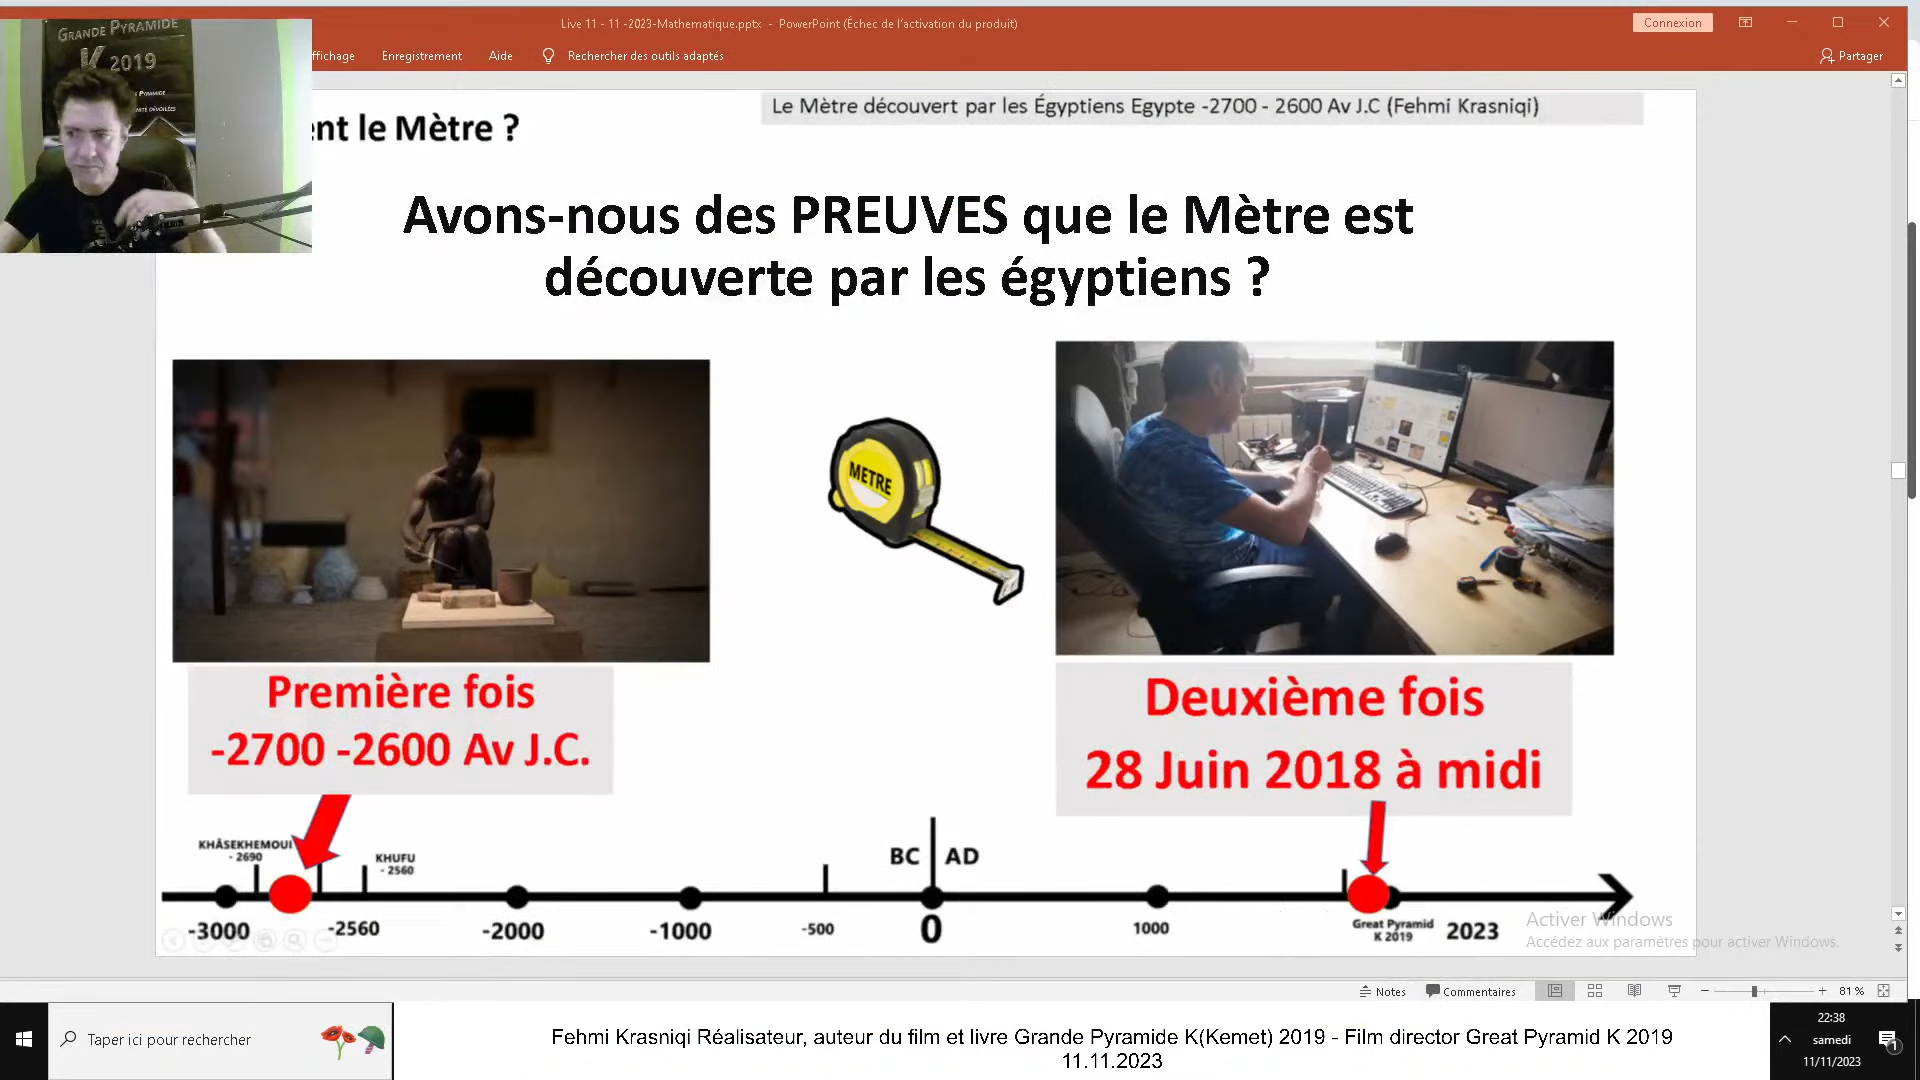 Live 11 - 11 -2023-Mathematique.pptx - PowerPoint (Échec de l'activation du produit)
Connexion
ffichage
Enregistrement
Aide
Rechercher des outils adaptés
Partager
GRANDE PYRAMIDE
K 2019
Le Mètre découvert par les Égyptiens Egypte -2700 - 2600 Av J.C (Fehmi Krasniqi)
ent le Mètre ?
Avons-nous des PREUVES que le Mètre est
découverte par les égyptiens ?
METRE
Première fois
-2700 -2600 Av J.C.
Deuxième fois
28 Juin 2018 à midi
KHÂSEKHEMOUI
- 2690
KHUFU
- 2560
BC
AD
-3000
-2560
-2000
-1000
-500
0
1000
Great Pyramid
K 2019
2023
Activer Windows
Accédez aux paramètres pour activer Windows.
Notes
Commentaires
81 %
Taper ici pour rechercher
Fehmi Krasniqi Réalisateur, auteur du film et livre Grande Pyramide K(Kemet) 2019 - Film director Great Pyramid K 2019
11.11.2023
22:38
samedi
11/11/2023
1